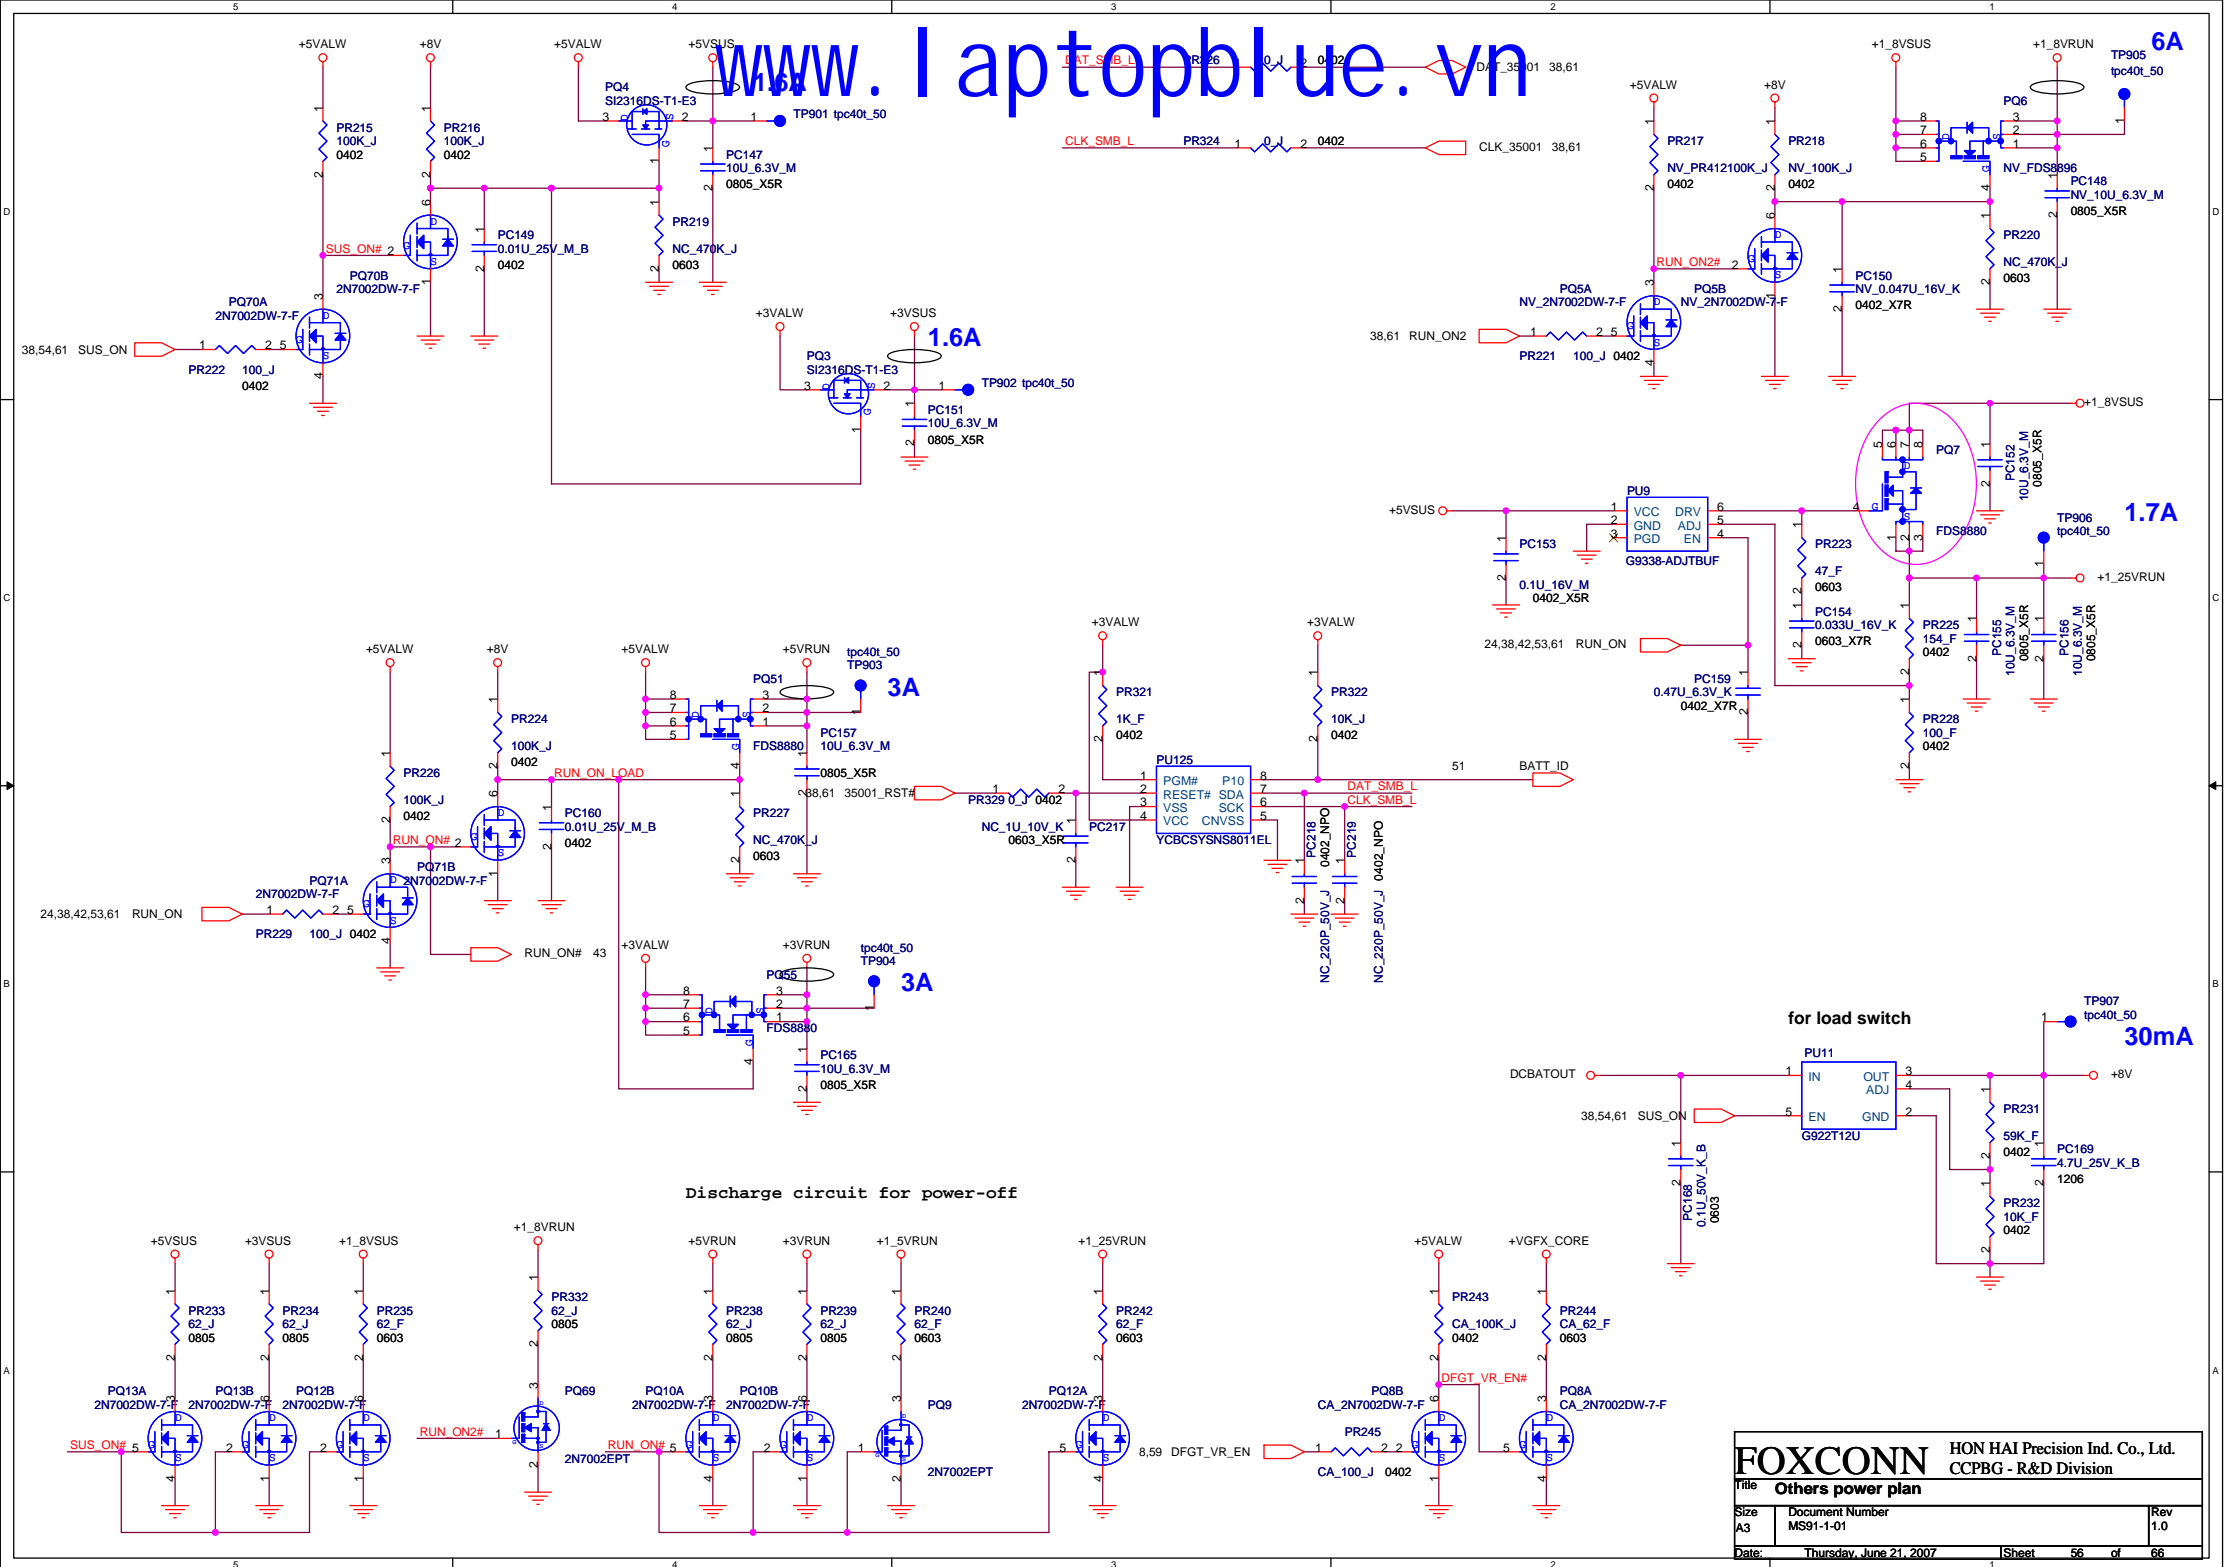 www.laptopblue.vn
+5VALW
+8V
+5VALW
+5VSUS
1.6A
PQ4
SI2316DS-T1-E3
TP901 tpc40t_50
PR215
100K_J
0402
PR216
100K_J
0402
PC147
10U_6.3V_M
0805_X5R
PR219
NC_470K_J
0603
PC149
0.01U_25V_M_B
0402
SUS_ON#
PQ70B
2N7002DW-7-F
PQ70A
2N7002DW-7-F
38,54,61 SUS_ON
PR222 100_J
0402
+3VALW
+3VSUS
1.6A
PQ3
SI2316DS-T1-E3
TP902 tpc40t_50
PC151
10U_6.3V_M
0805_X5R
DAT_SMB_L PR326 0_J 0402 DAT_35001 38,61
CLK_SMB_L PR324 0_J 0402 CLK_35001 38,61
+1_8VSUS
+1_8VRUN
6A
TP905
tpc40t_50
+5VALW
+8V
PQ6
NV_FDS8896
PR217
NV_PR412100K_J
0402
PR218
NV_100K_J
0402
PC148
NV_10U_6.3V_M
0805_X5R
PR220
NC_470K_J
0603
RUN_ON2#
PC150
NV_0.047U_16V_K
0402_X7R
PQ5A
NV_2N7002DW-7-F
PQ5B
NV_2N7002DW-7-F
38,61 RUN_ON2
PR221 100_J 0402
+1_8VSUS
PQ7
FDS8880
PC152
10U_6.3V_M
0805_X5R
1.7A
TP906
tpc40t_50
+5VSUS
PU9
VCC DRV
GND ADJ
PGD EN
G9338-ADJTBUF
PC153
0.1U_16V_M
0402_X5R
PR223
47_F
0603
PC154
0.033U_16V_K
0603_X7R
+1_25VRUN
PR225
154_F
0402
PC155
10U_6.3V_M
0805_X5R
PC156
10U_6.3V_M
0805_X5R
24,38,42,53,61 RUN_ON
PC159
0.47U_6.3V_K
0402_X7R
PR228
100_F
0402
+5VALW
+8V
+5VALW
+5VRUN
tpc40t_50
TP903
3A
PQ51
FDS8880
PR224
100K_J
0402
PC157
10U_6.3V_M
0805_X5R
RUN_ON_LOAD
PR226
100K_J
0402
PC160
0.01U_25V_M_B
0402
PR227
NC_470K_J
0603
RUN_ON#
PQ71B
2N7002DW-7-F
PQ71A
2N7002DW-7-F
24,38,42,53,61 RUN_ON
PR229 100_J 0402
RUN_ON# 43
+3VALW
+3VRUN
tpc40t_50
TP904
3A
PQ55
FDS8880
PC165
10U_6.3V_M
0805_X5R
+3VALW
+3VALW
PR321
1K_F
0402
PR322
10K_J
0402
PU125
PGM# P10
RESET# SDA
VSS SCK
VCC CNVSS
YCBCSYSNS8011EL
38,61 35001_RST#
PR329 0_J 0402
NC_1U_10V_K
0603_X5R
PC217
51 BATT_ID
DAT_SMB_L
CLK_SMB_L
PC218
0402_NPO
NC_220P_50V_J
PC219
0402_NPO
NC_220P_50V_J
for load switch
TP907
tpc40t_50
30mA
DCBATOUT
PU11
IN OUT
ADJ
EN GND
G922T12U
+8V
38,54,61 SUS_ON
PC168
0.1U_50V_K_B
0603
PR231
59K_F
0402
PC169
4.7U_25V_K_B
1206
PR232
10K_F
0402
Discharge circuit for power-off
+5VSUS
+3VSUS
+1_8VSUS
+1_8VRUN
+5VRUN
+3VRUN
+1_5VRUN
+1_25VRUN
+5VALW
+VGFX_CORE
PR233
62_J
0805
PR234
62_J
0805
PR235
62_F
0603
PR332
62_J
0805
PR238
62_J
0805
PR239
62_J
0805
PR240
62_F
0603
PR242
62_F
0603
PR243
CA_100K_J
0402
PR244
CA_62_F
0603
PQ13A
2N7002DW-7-F
PQ13B
2N7002DW-7-F
PQ12B
2N7002DW-7-F
PQ69
2N7002EPT
PQ10A
2N7002DW-7-F
PQ10B
2N7002DW-7-F
PQ9
2N7002EPT
PQ12A
2N7002DW-7-F
DFGT_VR_EN#
PQ8B
CA_2N7002DW-7-F
PQ8A
CA_2N7002DW-7-F
SUS_ON#
RUN_ON2#
RUN_ON#
8,59 DFGT_VR_EN
PR245
CA_100_J 0402
FOXCONN
HON HAI Precision Ind. Co., Ltd.
CCPBG - R&D Division
Title Others power plan
Size A3
Document Number
MS91-1-01
Rev
1.0
Date: Thursday, June 21, 2007 Sheet 56 of 66